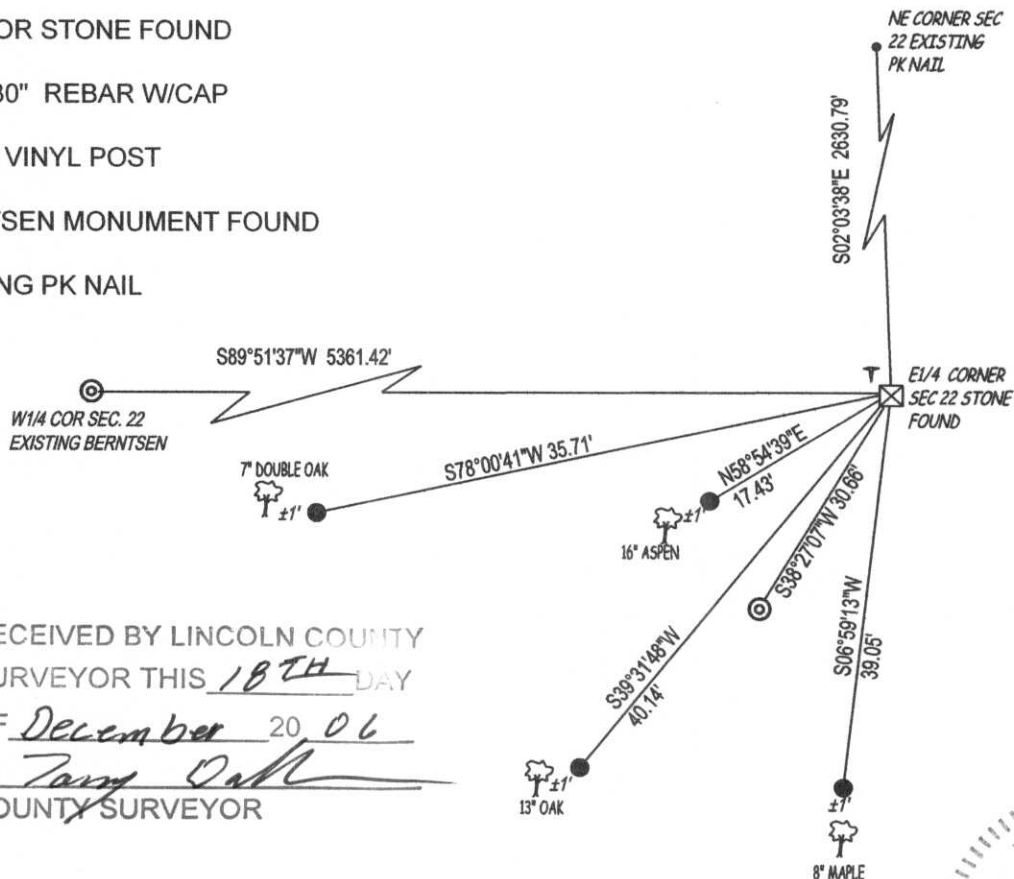 OR STONE FOUND
30" REBAR W/CAP
VINYL POST
TSEN MONUMENT FOUND
NG PK NAIL
NE CORNER SEC
22 EXISTING
PK NAIL
S02°03'38"E 2630.79'
S89°51'37"W 5361.42'
W1/4 COR SEC. 22
EXISTING BERNTSEN
E1/4 CORNER
SEC 22 STONE
FOUND
7" DOUBLE OAK
±1'
S78°00'41"W 35.71'
N58°54'39"E
17.43'
±1'
16" ASPEN
S38°27'07"W 30.66'
S39°31'48"W
40.14'
S06°59'13"W
39.05'
±1'
13" OAK
±1'
8" MAPLE
ECEIVED BY LINCOLN COUNTY
URVEYOR THIS 18TH DAY
F December 20 06
OUNTY SURVEYOR